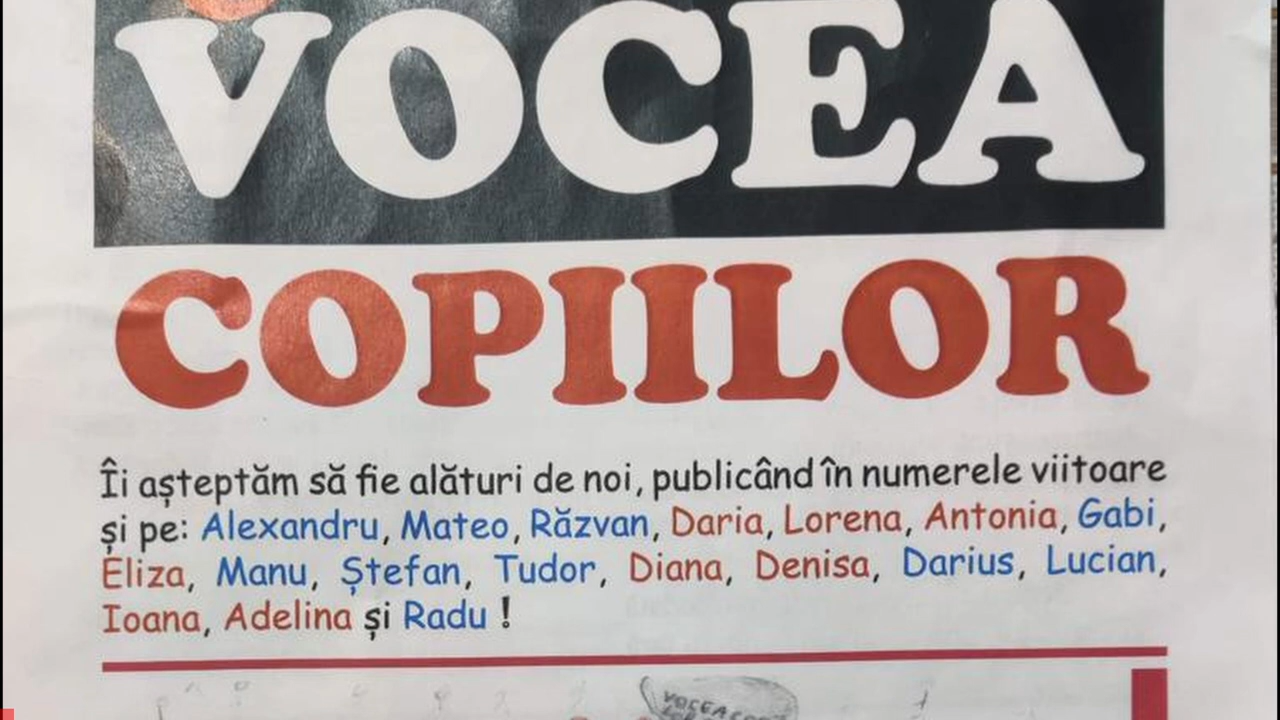 VOCEA
COPIILOR
Îi așteptăm să fie alături de noi, publicând în numerele viitoare
și pe: Alexandru, Mateo, Răzvan, Daria, Lorena, Antonia, Gabi,
Eliza, Manu, Ștefan, Tudor, Diana, Denisa, Darius, Lucian,
Ioana, Adelina și Radu !
VOCEA